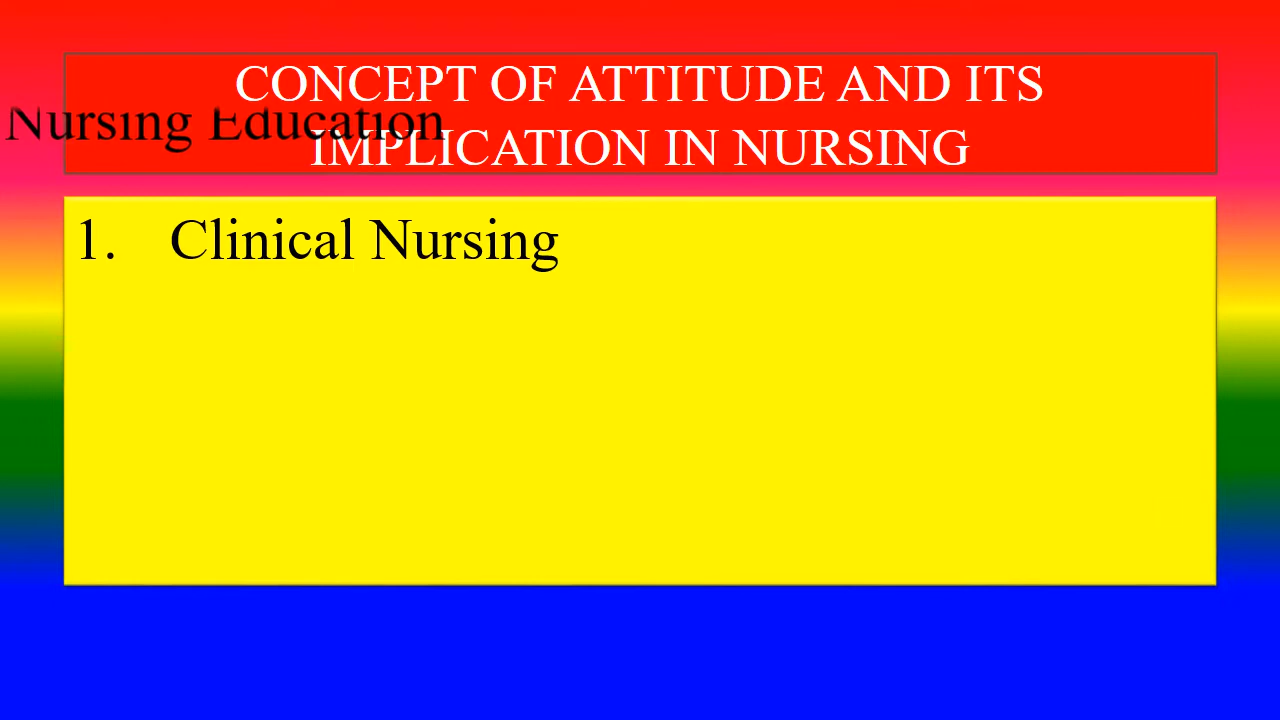 CONCEPT OF ATTITUDE AND ITS
IMPLICATION IN NURSING
Nursing Education
1. Clinical Nursing